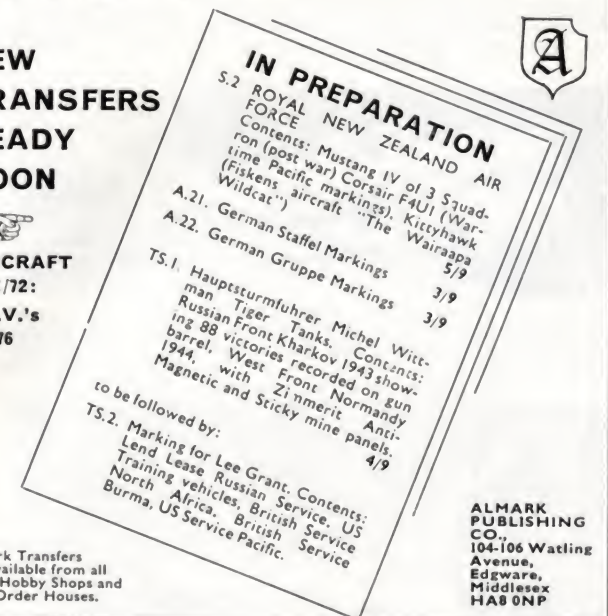 EW
RANSFERS
EADY
OON
CRAFT
/72:
.V.'s
76
rk Transfers
vailable from all
Hobby Shops and
Order Houses.
A
IN PREPARATION
S.2 ROYAL NEW ZEALAND AIR
FORCE
Contents: Mustang IV of 3 Squad-
ron (post war) Corsair F4U1 (War-
time Pacific markings). Kittyhawk
(Fiskens aircraft "The Wairaapa
Wildcat") 5/9
A.21. German Staffel Markings 3/9
A.22. German Gruppe Markings 3/9
TS.1. Hauptsturmfuhrer Michel Witt-
man Tiger Tanks. Contents:
Russian Front Kharkov 1943 show-
ing 88 victories recorded on gun
barrel. West Front Normandy
1944, with Zimmerit Anti-
Magnetic and Sticky mine panels.
4/9
to be followed by:
TS.2. Marking for Lee Grant. Contents:
Lend Lease Russian Service. US
Training vehicles, British Service
North Africa. British Service
Burma, US Service Pacific.
ALMARK
PUBLISHING
CO.,
104-106 Watling
Avenue,
Edgware,
Middlesex
HA8 0NP